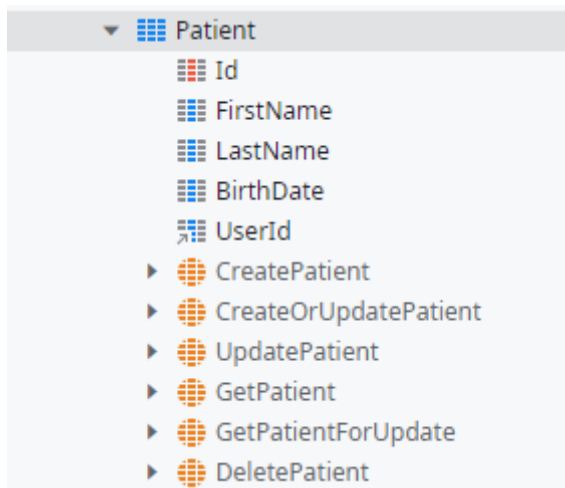 Patient
Id
FirstName
LastName
BirthDate
UserId
CreatePatient
CreateOrUpdatePatient
UpdatePatient
GetPatient
GetPatientForUpdate
DeletePatient